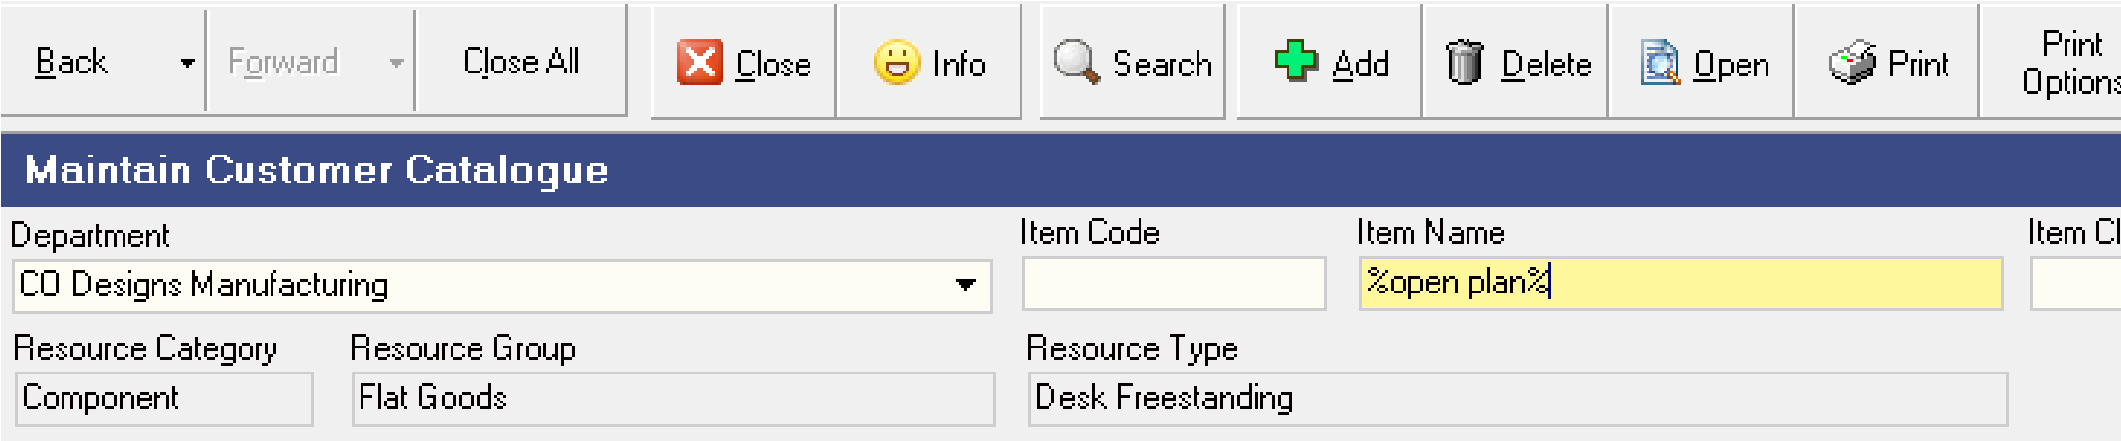 Back Forward Close All Close Info Search Add Delete Open Print Print Options
Maintain Customer Catalogue
Department Item Code Item Name Item Cl
CO Designs Manufacturing %open plan%
Resource Category Resource Group Resource Type
Component Flat Goods Desk Freestanding